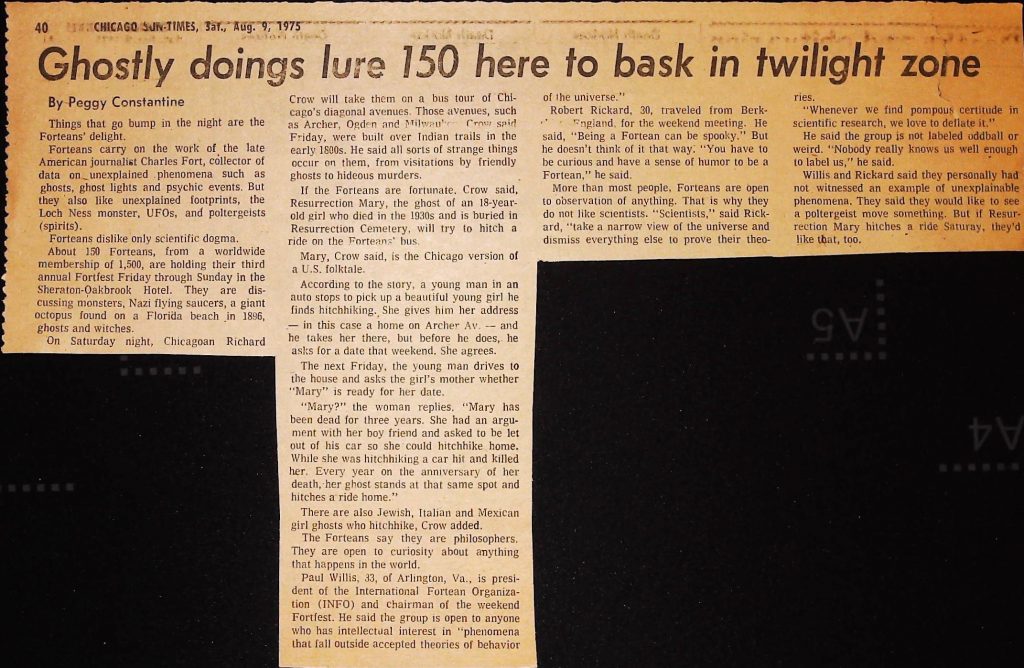 40 CHICAGO SUN-TIMES, Sat., Aug. 9, 1975
Ghostly doings lure 150 here to bask in twilight zone
By Peggy Constantine
Things that go bump in the night are the
Forteans' delight.
Forteans carry on the work of the late
American journalist Charles Fort, collector of
data on unexplained phenomena such as
ghosts, ghost lights and psychic events. But
they also like unexplained footprints, the
Loch Ness monster, UFOs, and poltergeists
(spirits).
Forteans dislike only scientific dogma.
About 150 Forteans, from a worldwide
membership of 1,500, are holding their third
annual Fortfest Friday through Sunday in the
Sheraton-Oakbrook Hotel. They are dis-
cussing monsters, Nazi flying saucers, a giant
octopus found on a Florida beach in 1896,
ghosts and witches.
On Saturday night, Chicagoan Richard
Crow will take them on a bus tour of Chi-
cago's diagonal avenues. Those avenues, such
as Archer, Ogden and Crow said
Friday, were built over Indian trails in the
early 1800s. He said all sorts of strange things
occur on them, from visitations by friendly
ghosts to hideous murders.
If the Forteans are fortunate, Crow said,
Resurrection Mary, the ghost of an 18-year-
old girl who died in the 1930s and is buried in
Resurrection Cemetery, will try to hitch a
ride on the Forteans' bus.
Mary, Crow said, is the Chicago version of
a U.S. folktale.
According to the story, a young man in an
auto stops to pick up a beautiful young girl he
finds hitchhiking. She gives him her address
— in this case a home on Archer Av. — and
he takes her there, but before he does, he
asks for a date that weekend. She agrees.
The next Friday, the young man drives to
the house and asks the girl's mother whether
"Mary" is ready for her date.
"Mary?" the woman replies. "Mary has
been dead for three years. She had an argu-
ment with her boy friend and asked to be let
out of his car so she could hitchhike home.
While she was hitchhiking a car hit and killed
her. Every year on the anniversary of her
death, her ghost stands at that same spot and
hitches a ride home."
There are also Jewish, Italian and Mexican
girl ghosts who hitchhike, Crow added.
The Forteans say they are philosophers.
They are open to curiosity about anything
that happens in the world.
Paul Willis, 33, of Arlington, Va., is presi-
dent of the International Fortean Organiza-
tion (INFO) and chairman of the weekend
Fortfest. He said the group is open to anyone
who has intellectual interest in "phenomena
that fall outside accepted theories of behavior
of the universe."
Robert Rickard, 30, traveled from Berk-
England, for the weekend meeting. He
said, "Being a Fortean can be spooky." But
he doesn't think of it that way. "You have to
be curious and have a sense of humor to be a
Fortean," he said.
More than most people, Forteans are open
to observation of anything. That is why they
do not like scientists. "Scientists," said Rick-
ard, "take a narrow view of the universe and
dismiss everything else to prove their theo-
ries.
"Whenever we find pompous certitude in
scientific research, we love to deflate it."
He said the group is not labeled oddball or
weird. "Nobody really knows us well enough
to label us," he said.
Willis and Rickard said they personally had
not witnessed an example of unexplainable
phenomena. They said they would like to see
a poltergeist move something. But if Resur-
rection Mary hitches a ride Saturay, they'd
like that, too.
A5
A4